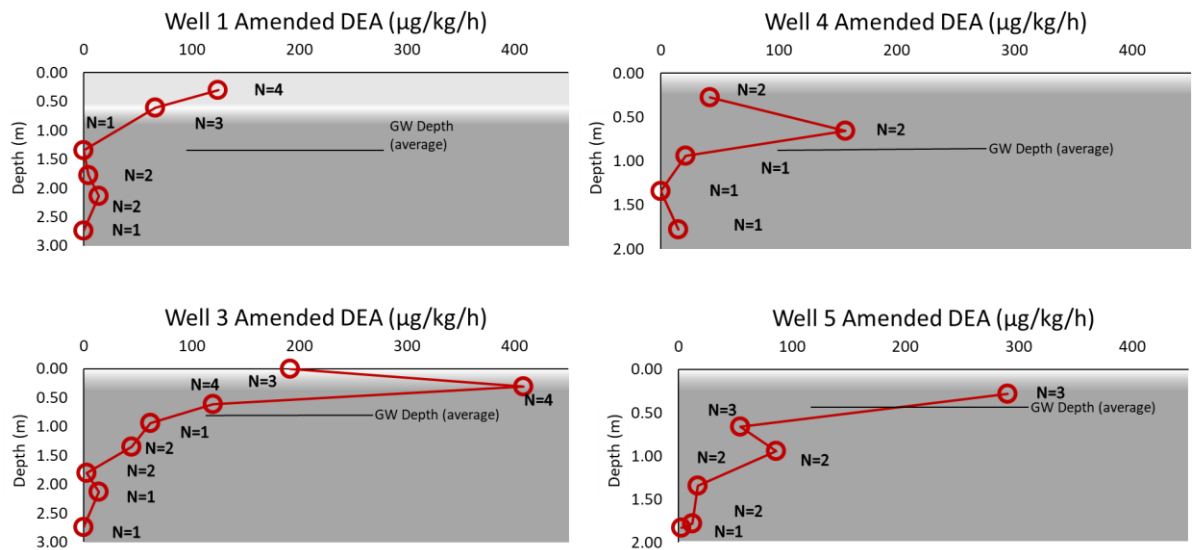 Well 1 Amended DEA (µg/kg/h)
0 100 200 300 400
Depth (m)
0.00
0.50
1.00
1.50
2.00
2.50
3.00
N=4
N=3
N=1
GW Depth
(average)
N=2
N=2
N=1
Well 4 Amended DEA (µg/kg/h)
0 100 200 300 400
Depth (m)
0.00
0.50
1.00
1.50
2.00
N=2
N=2
GW Depth (average)
N=1
N=1
N=1
Well 3 Amended DEA (µg/kg/h)
0 100 200 300 400
Depth (m)
0.00
0.50
1.00
1.50
2.00
2.50
3.00
N=3
N=4
N=4
GW Depth (average)
N=1
N=2
N=2
N=1
N=1
Well 5 Amended DEA (µg/kg/h)
0 100 200 300 400
Depth (m)
0.00
0.50
1.00
1.50
2.00
N=3
N=3
GW Depth (average)
N=2
N=2
N=2
N=1